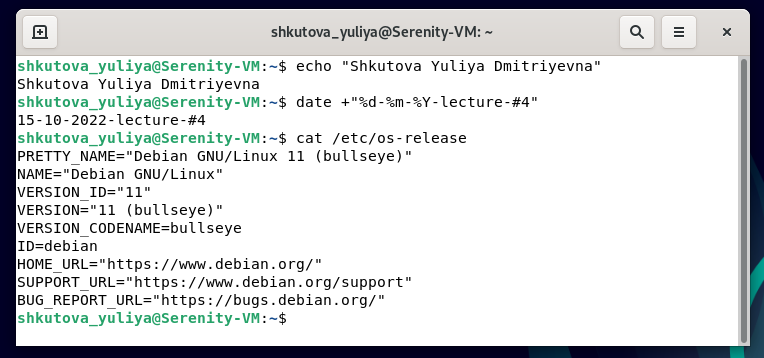 shkutova_yuliya@Serenity-VM: ~
shkutova_yuliya@Serenity-VM:~$ echo "Shkutova Yuliya Dmitriyevna"
Shkutova Yuliya Dmitriyevna
shkutova_yuliya@Serenity-VM:~$ date +"%d-%m-%Y-lecture-#4"
15-10-2022-lecture-#4
shkutova_yuliya@Serenity-VM:~$ cat /etc/os-release
PRETTY_NAME="Debian GNU/Linux 11 (bullseye)"
NAME="Debian GNU/Linux"
VERSION_ID="11"
VERSION="11 (bullseye)"
VERSION_CODENAME=bullseye
ID=debian
HOME_URL="https://www.debian.org/"
SUPPORT_URL="https://www.debian.org/support"
BUG_REPORT_URL="https://bugs.debian.org/"
shkutova_yuliya@Serenity-VM:~$